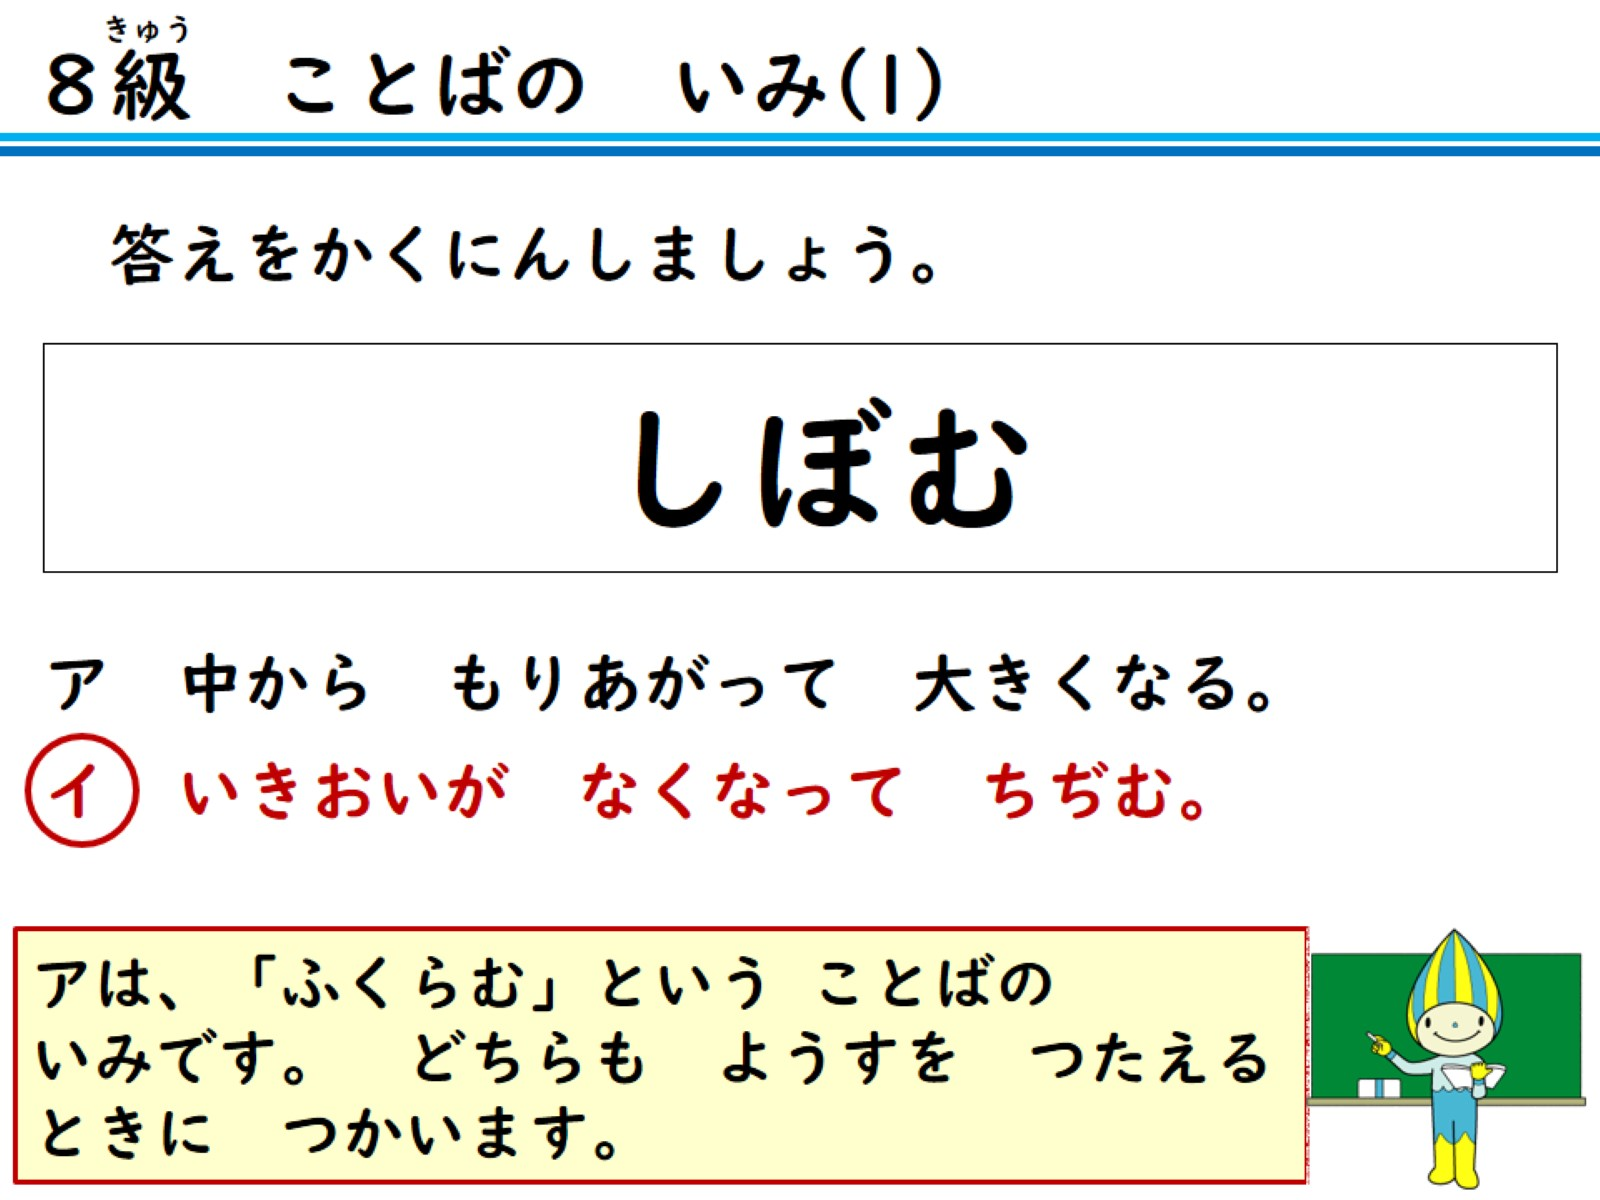 きゅう
8級　ことばの　いみ(1)
答えをかくにんしましょう。
しぼむ
ア　中から　もりあがって　大きくなる。
イ　いきおいが　なくなって　ちぢむ。
アは、「ふくらむ」という　ことばの
いみです。　どちらも　ようすを　つたえる
ときに　つかいます。